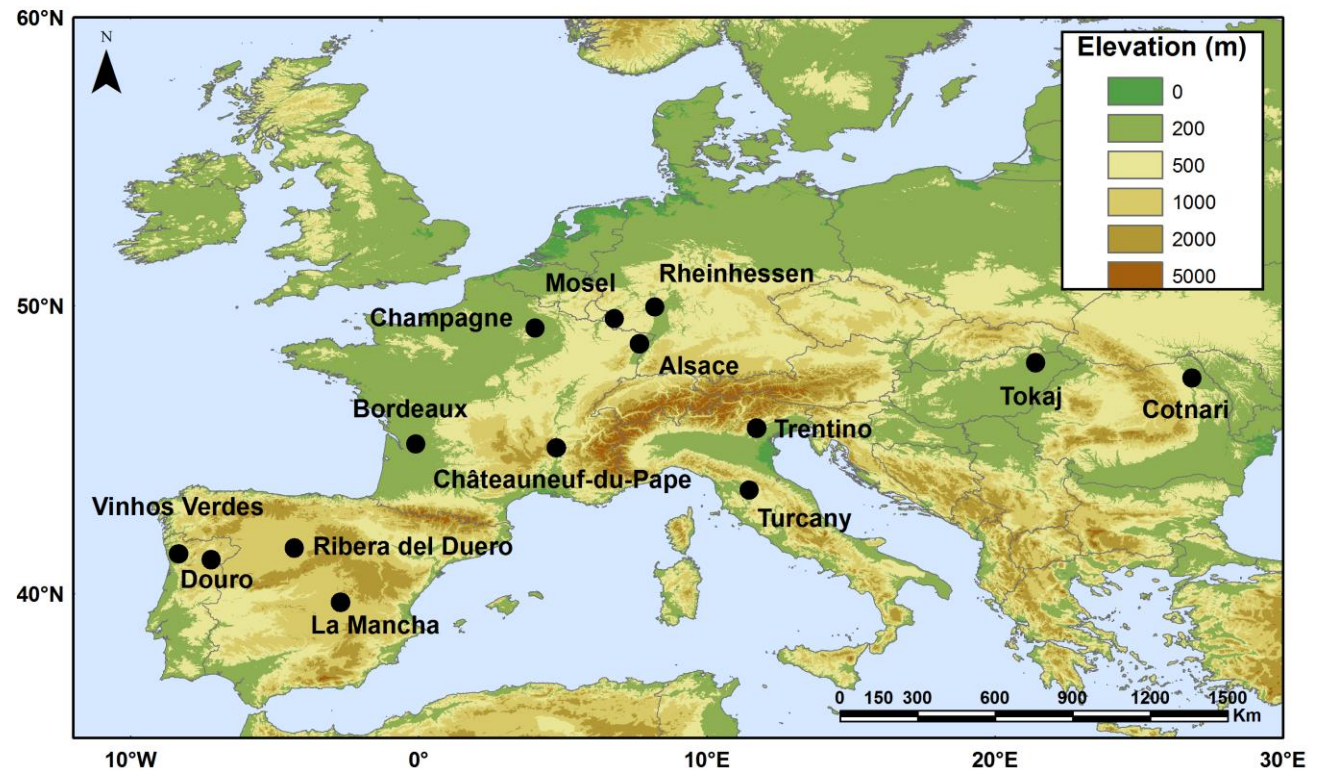 60°N
N
Elevation (m)
0
200
500
1000
2000
5000
Mosel
Rheinhessen
50°N
Champagne
Alsace
Tokaj
Cotnari
Bordeaux
Trentino
Châteauneuf-du-Pape
Vinhos Verdes
Turcany
Ribera del Duero
Douro
40°N
La Mancha
0 150 300 600 900 1200 1500
Km
10°W 0° 10°E 20°E 30°E